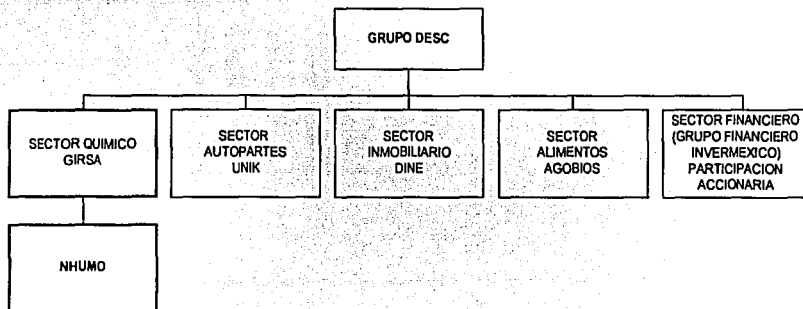 GRUPO DESC
SECTOR QUIMICO
GIRSA
SECTOR
AUTOPARTES
UNIK
SECTOR
INMOBILIARIO
DINE
SECTOR
ALIMENTOS
AGOBIOS
SECTOR FINANCIERO
(GRUPO FINANCIERO
INVERMEXICO)
PARTICIPACION
ACCIONARIA
NHUMO